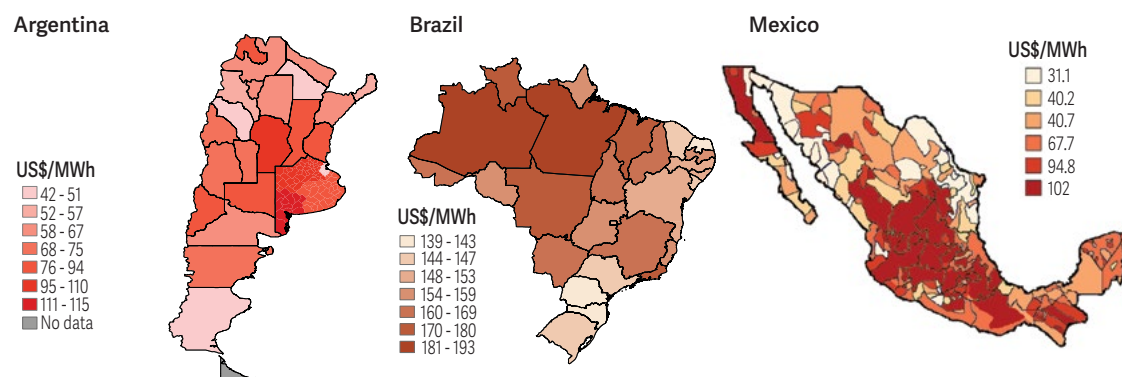 Argentina
US$/MWh
42 - 51
52 - 57
58 - 67
68 - 75
76 - 94
95 - 110
111 - 115
No data
Brazil
US$/MWh
139 - 143
144 - 147
148 - 153
154 - 159
160 - 169
170 - 180
181 - 193
Mexico
US$/MWh
31.1
40.2
40.7
67.7
94.8
102